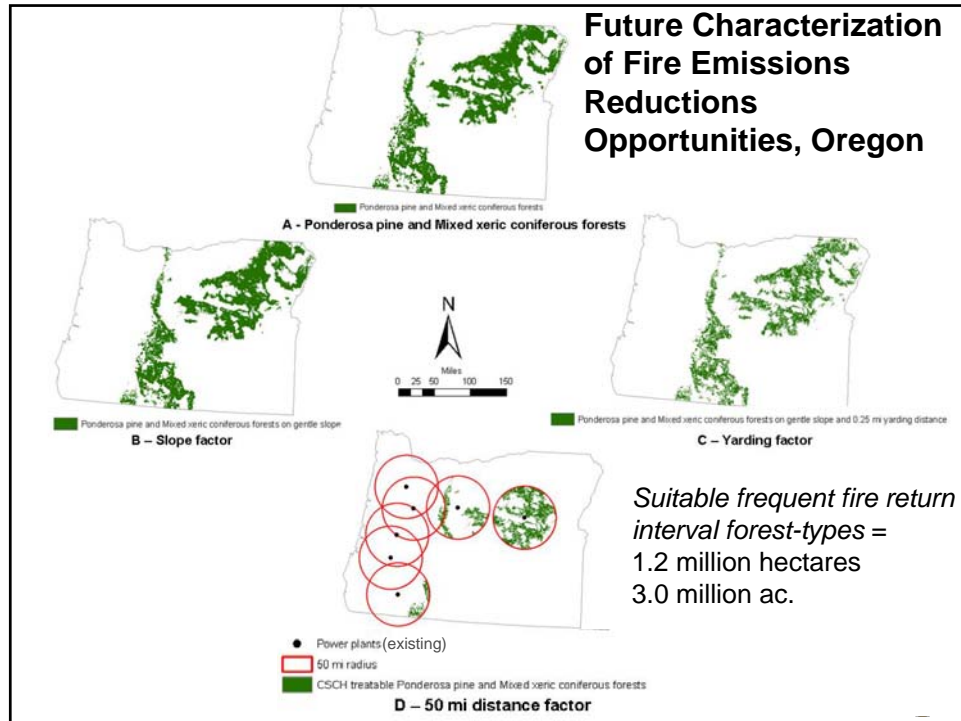 Future Characterization
of Fire Emissions
Reductions
Opportunities, Oregon
Ponderosa pine and Mixed xeric coniferous forests
A - Ponderosa pine and Mixed xeric coniferous forests
N
Miles
0 25 50 100 150
Ponderosa pine and Mixed xeric coniferous forests on gentle slope
B – Slope factor
Ponderosa pine and Mixed xeric coniferous forests on gentle slope and 0.25 mi yarding distance
C – Yarding factor
Suitable frequent fire return
interval forest-types =
1.2 million hectares
3.0 million ac.
Power plants (existing)
50 mi radius
CSCH treatable Ponderosa pine and Mixed xeric coniferous forests
D – 50 mi distance factor